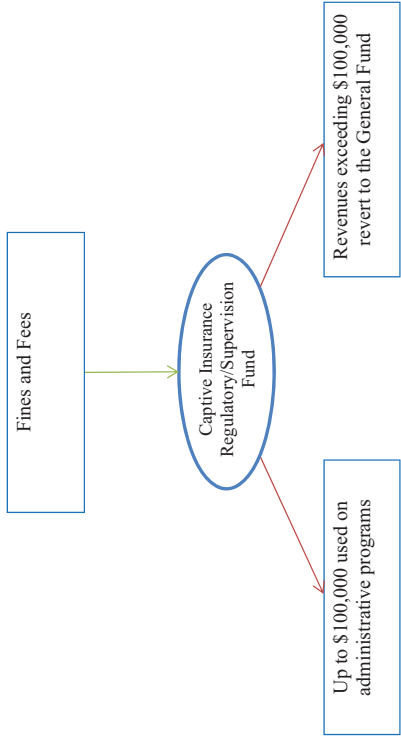 Fines and Fees
Captive Insurance
Regulatory/Supervision
Fund
Up to $100,000 used on
administrative programs
Revenues exceeding $100,000
revert to the General Fund